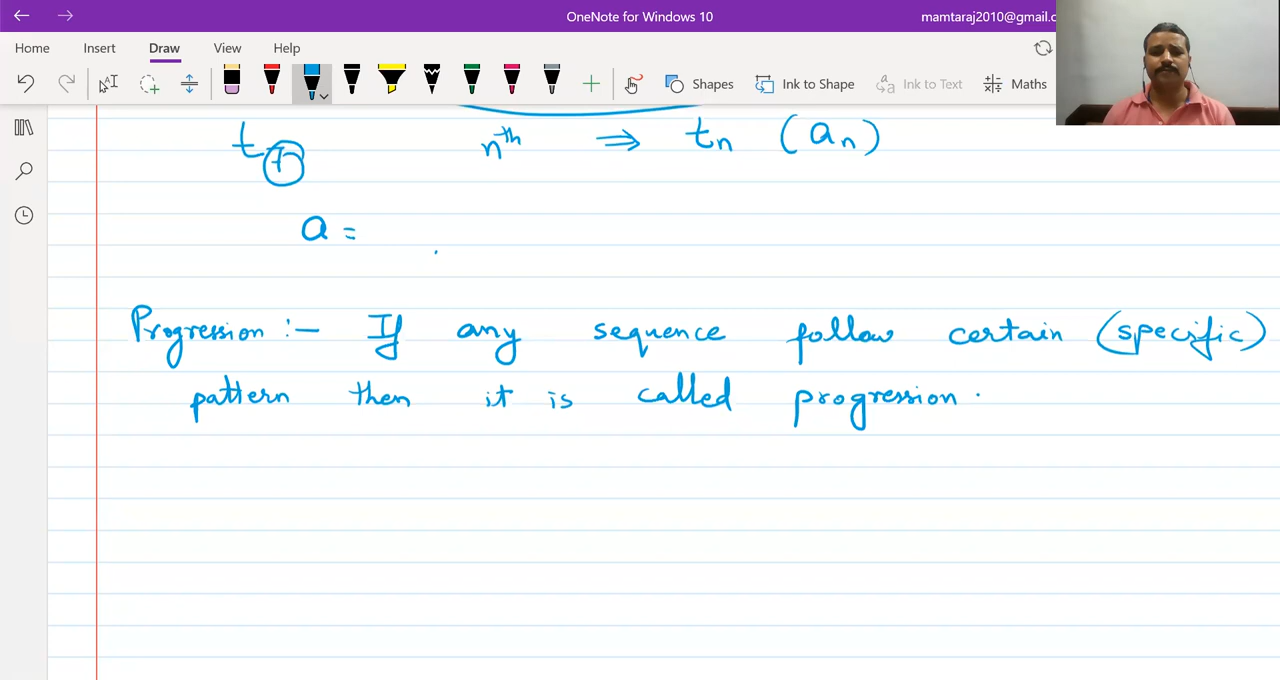 OneNote for Windows 10
mamtaraj2010@gmail.c
Home Insert Draw View Help
Shapes Ink to Shape Ink to Text Maths
nth ⇒ tn (an)
a =
Progression :- If any sequence follow certain (specific)
pattern then it is called progression .